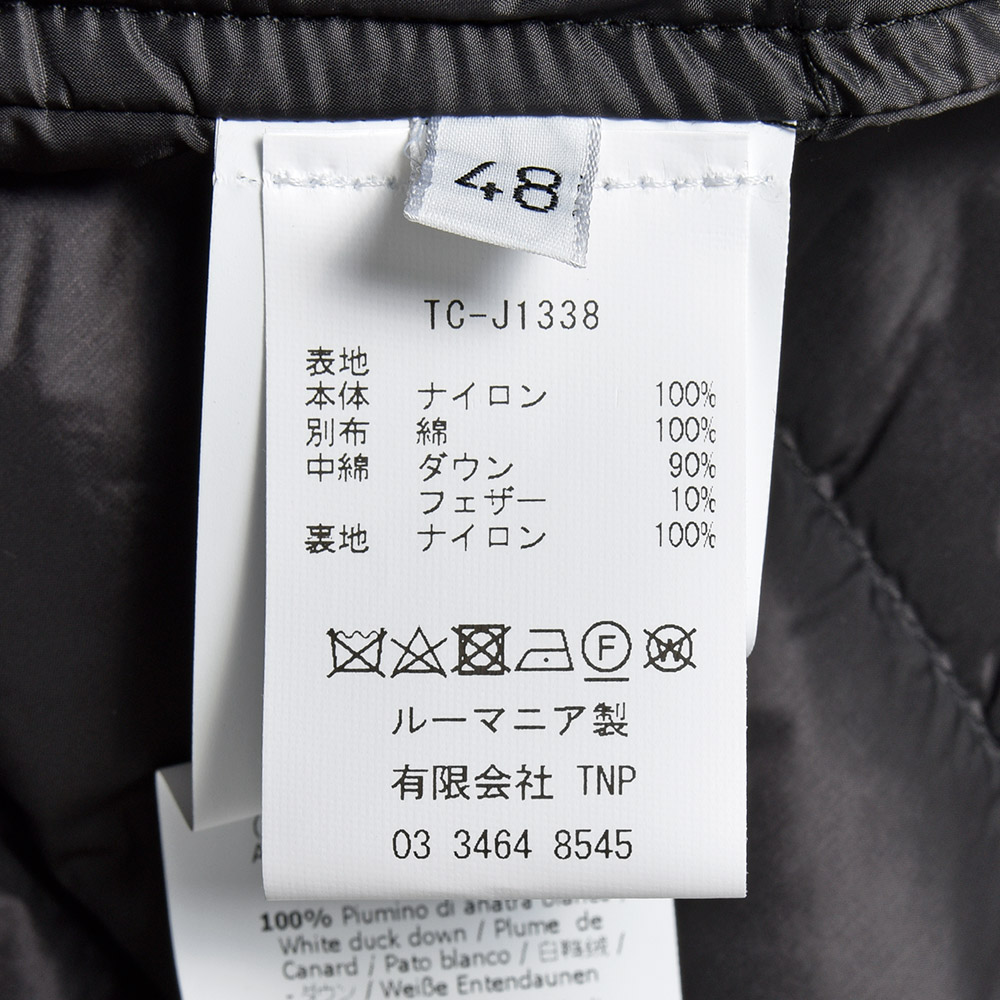 48
TC-J1338
表地
本体 ナイロン 100%
別布 綿 100%
中綿 ダウン 90%
フェザー 10%
裏地 ナイロン 100%
F W
ルーマニア製
有限会社 TNP
03 3464 8545
100% Piumino di anatra bianco /
White duck down / Plume de
Canard / Pato blanco / 白鸭绒 /
- ダウン / Weiße Entendaunen